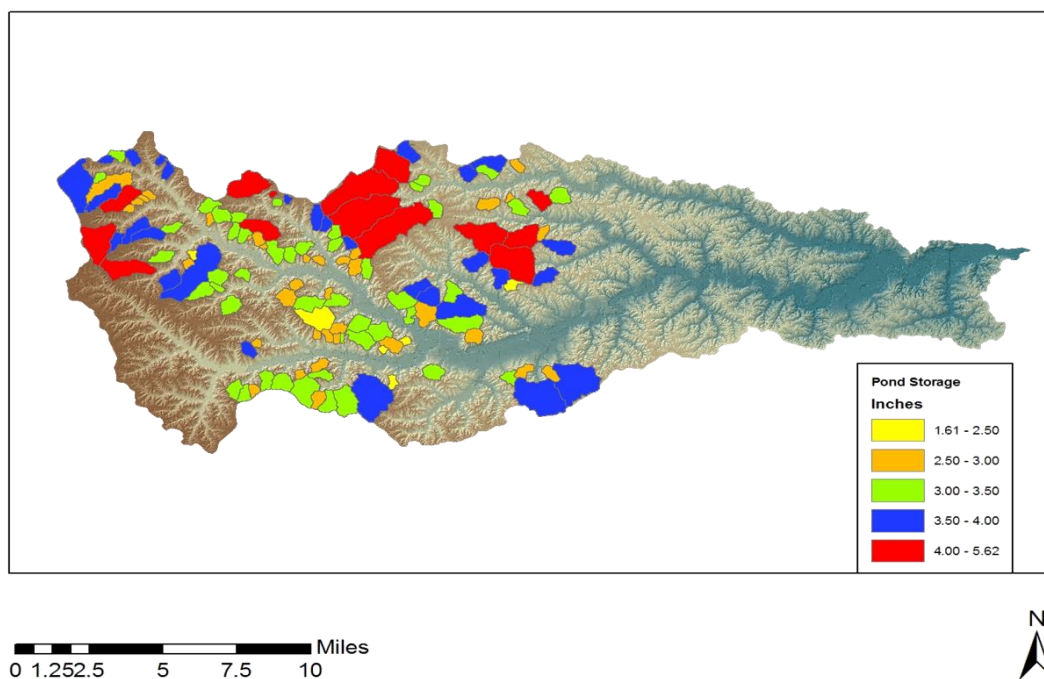 Pond Storage
Inches
1.61 - 2.50
2.50 - 3.00
3.00 - 3.50
3.50 - 4.00
4.00 - 5.62
N
Miles
0 1.252.5 5 7.5 10